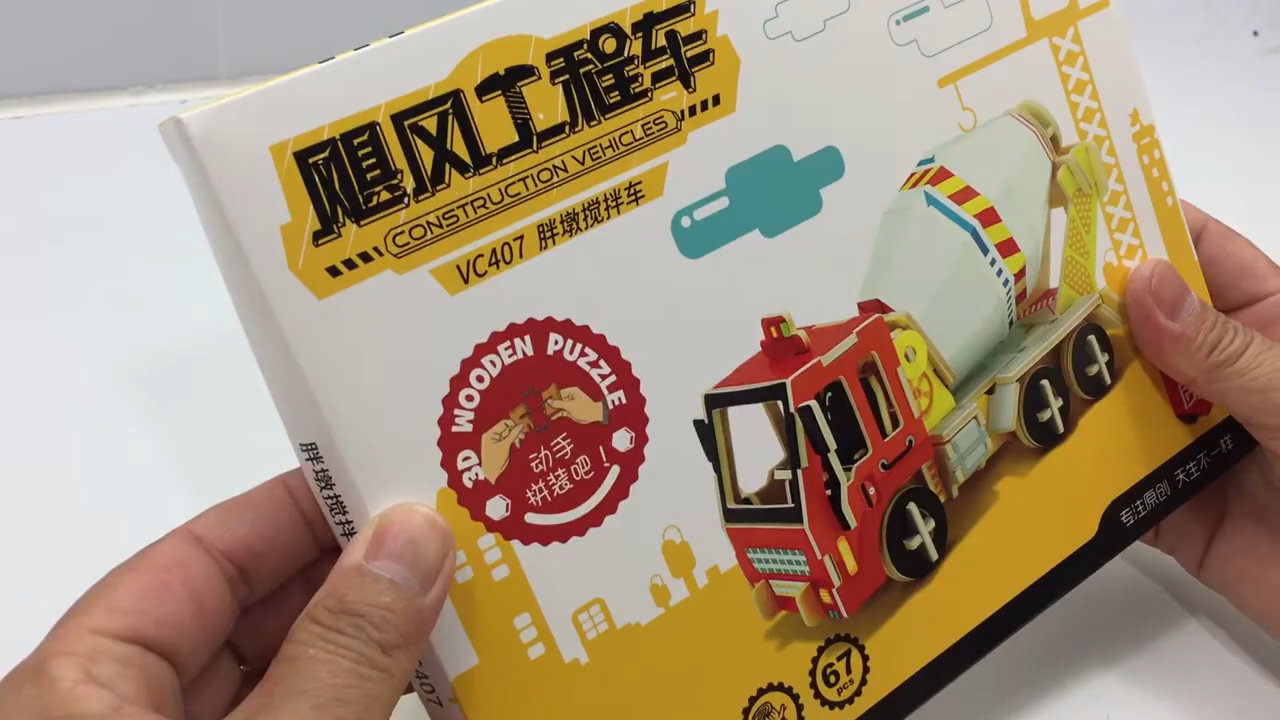 飓风工程车
CONSTRUCTION VEHICLES
VC407 胖墩搅拌车
3D WOODEN PUZZLE
动手
拼装吧!
胖墩搅拌
C407
67
pcs
专注原创 天生不一样